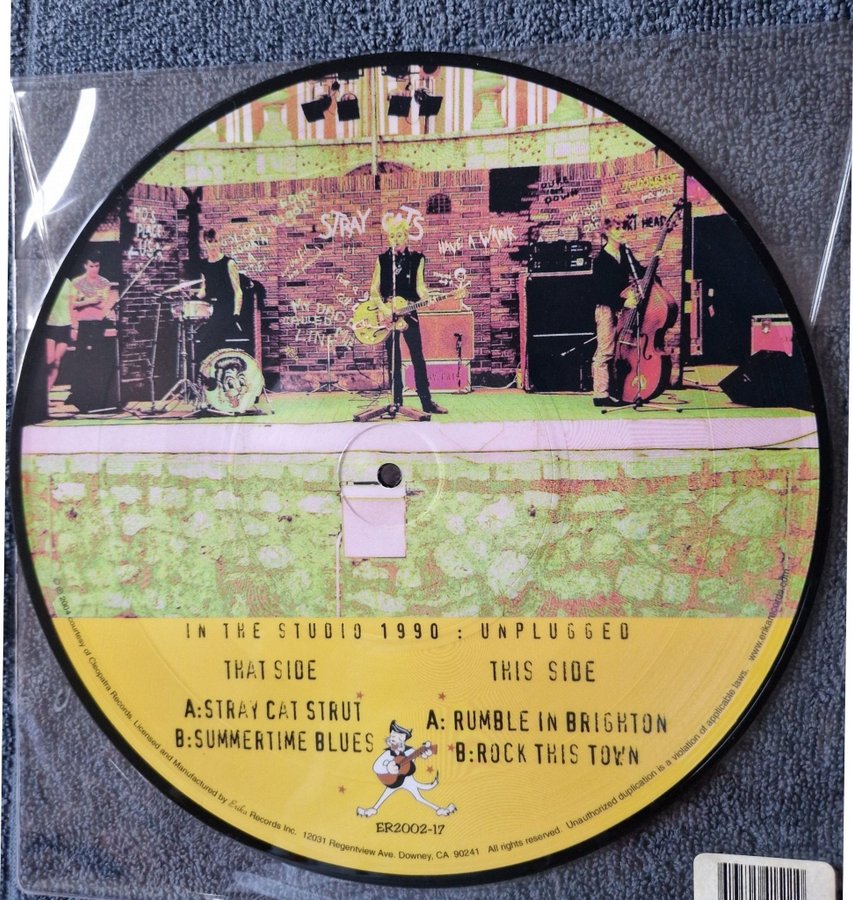 STRAY CATS
HAVE A WANK
IN THE STUDIO 1990 : UNPLUGGED
THAT SIDE
THIS SIDE
A:STRAY CAT STRUT
B:SUMMERTIME BLUES
A: RUMBLE IN BRIGHTON
B:ROCK THIS TOWN
ER2002-17
℗ © 2004 courtesy of Cleopatra Records. Licensed and Manufactured by Erika Records Inc. 12031 Regentview Ave. Downey, CA 90241 All rights reserved. Unauthorized duplication is a violation of applicable laws. www.erikarecords.com